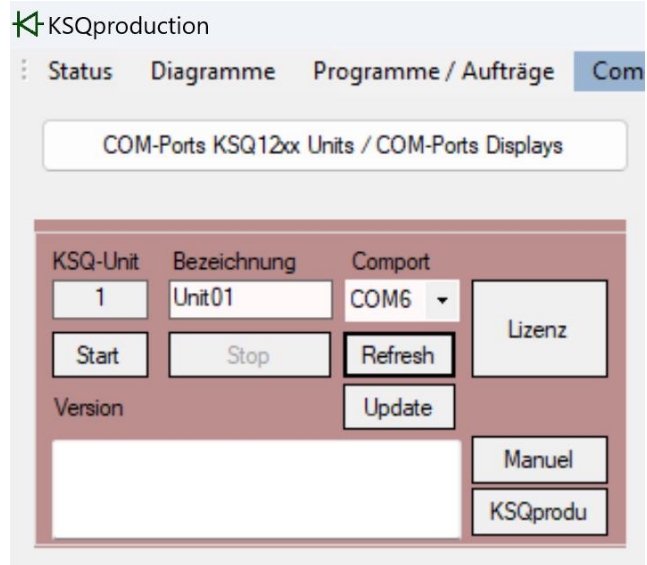 KSQproduction
Status Diagramme Programme / Aufträge Com
COM-Ports KSQ12xx Units / COM-Ports Displays
KSQ-Unit Bezeichnung Comport
1 Unit01 COM6
Lizenz
Start Stop Refresh
Version Update
Manuel
KSQprodu